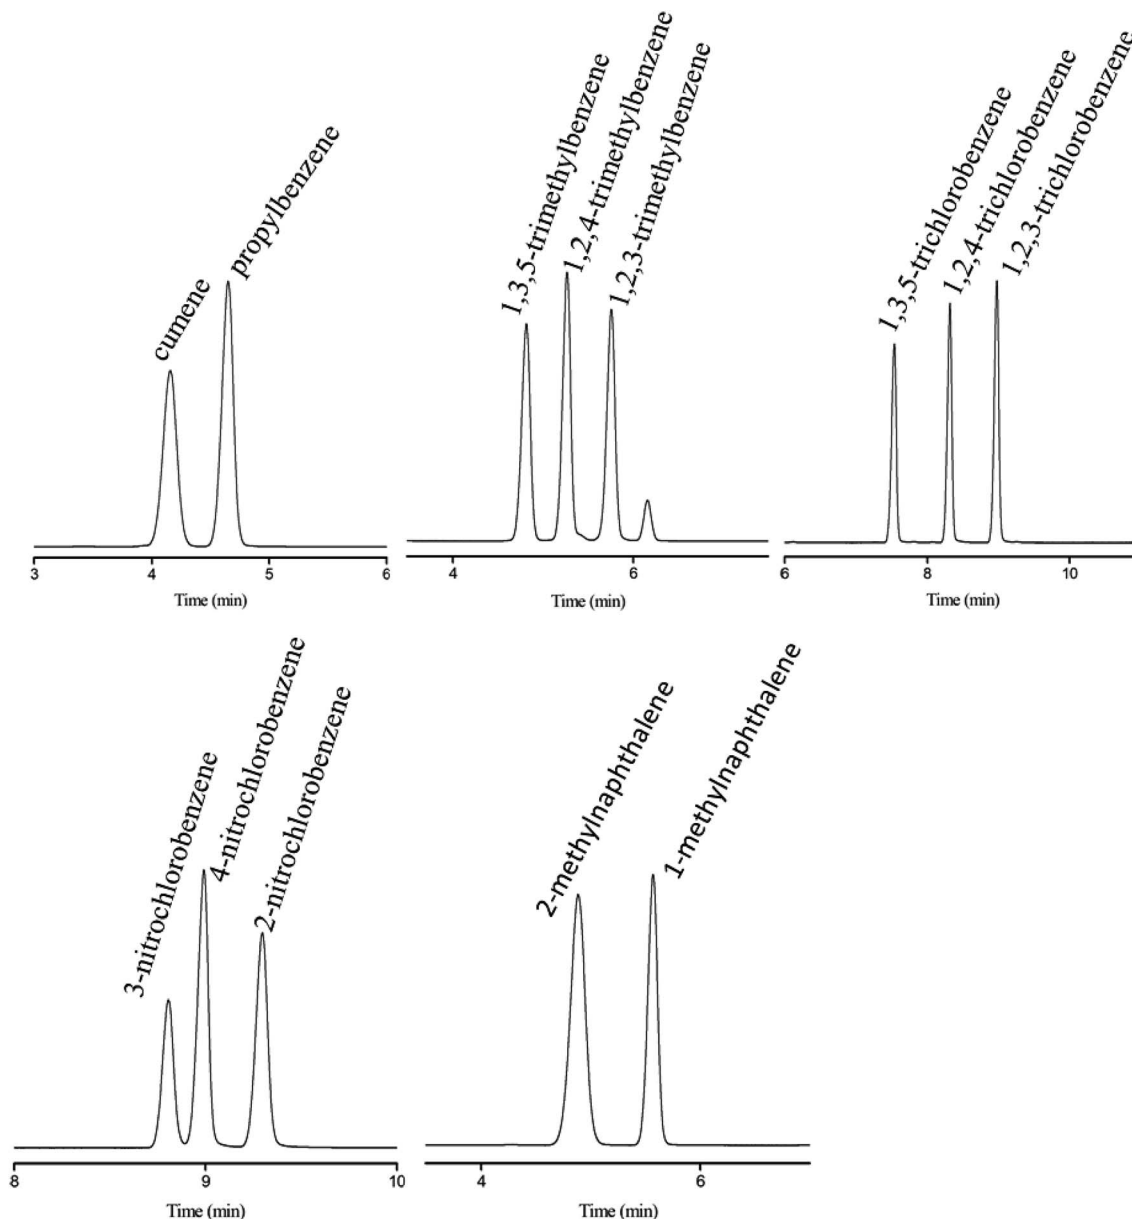 cumene
propylbenzene
3 4 5 6
Time (min)
1,3,5-trimethylbenzene
1,2,4-trimethylbenzene
1,2,3-trimethylbenzene
4 6
Time (min)
1,3,5-trichlorobenzene
1,2,4-trichlorobenzene
1,2,3-trichlorobenzene
6 8 10
Time (min)
3-nitrochlorobenzene
4-nitrochlorobenzene
2-nitrochlorobenzene
8 9 10
Time (min)
2-methylnaphthalene
1-methylnaphthalene
4 6
Time (min)